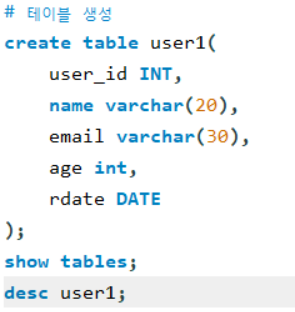 # 테이블 생성
create table user1(
    user_id INT,
    name varchar(20),
    email varchar(30),
    age int,
    rdate DATE
);
show tables;
desc user1;